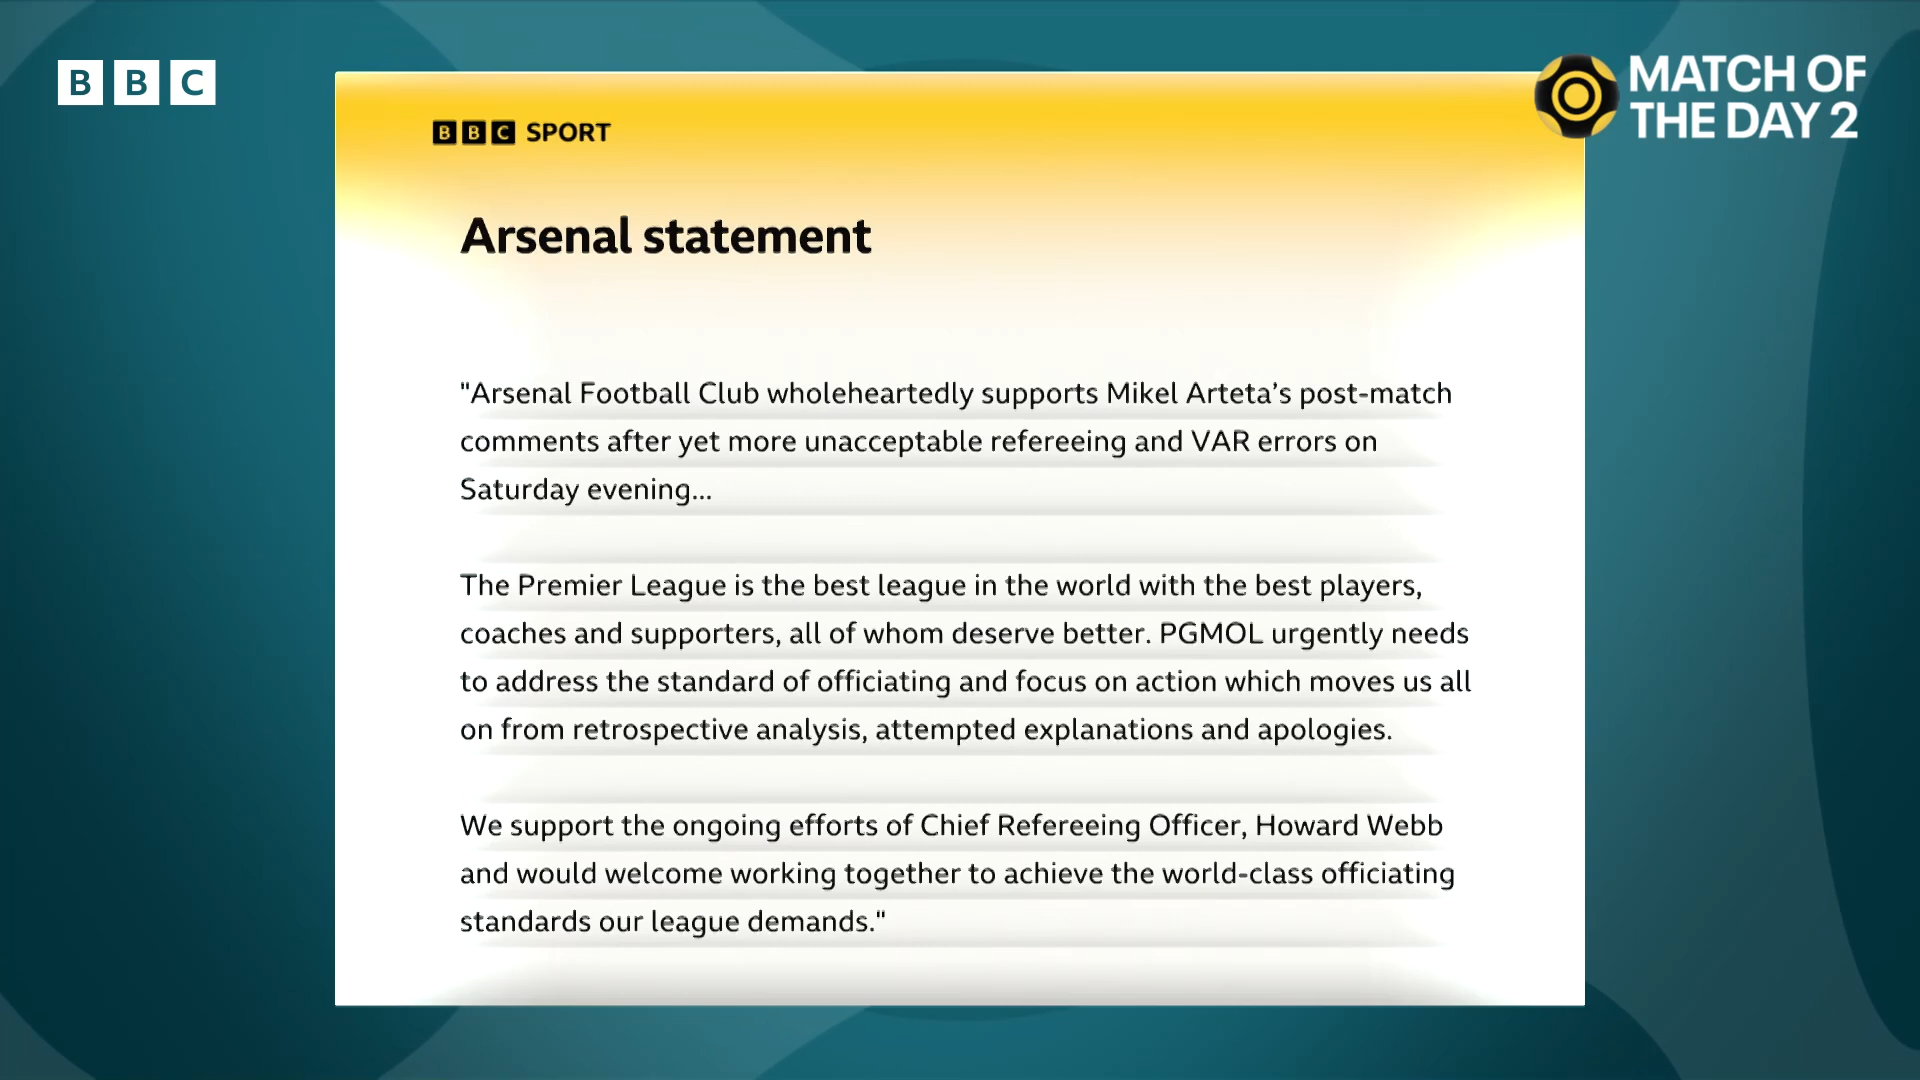 BBC
MATCH OF
THE DAY 2
BBC SPORT
Arsenal statement
"Arsenal Football Club wholeheartedly supports Mikel Arteta’s post-match
comments after yet more unacceptable refereeing and VAR errors on
Saturday evening...
The Premier League is the best league in the world with the best players,
coaches and supporters, all of whom deserve better. PGMOL urgently needs
to address the standard of officiating and focus on action which moves us all
on from retrospective analysis, attempted explanations and apologies.
We support the ongoing efforts of Chief Refereeing Officer, Howard Webb
and would welcome working together to achieve the world-class officiating
standards our league demands."